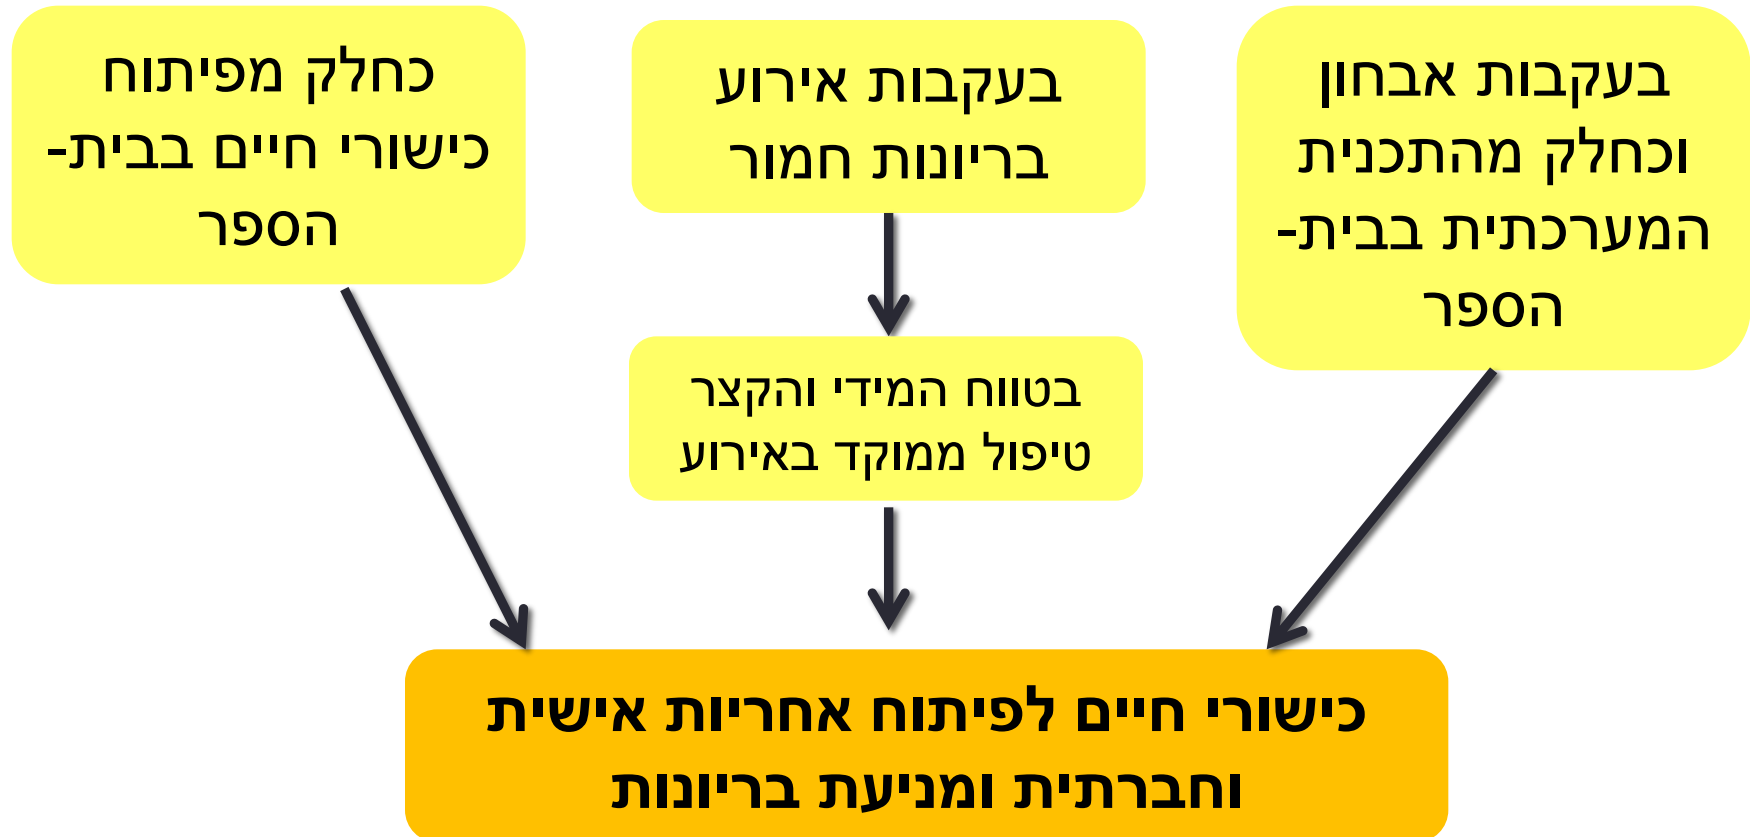 בעקבות אבחון
וכחלק מהתכנית
המערכתית בבית-
הספר
בעקבות אירוע
בריונות חמור
כחלק מפיתוח
כישורי חיים בבית-
הספר
בטווח המידי והקצר
טיפול ממוקד באירוע
כישורי חיים לפיתוח אחריות אישית
וחברתית ומניעת בריונות